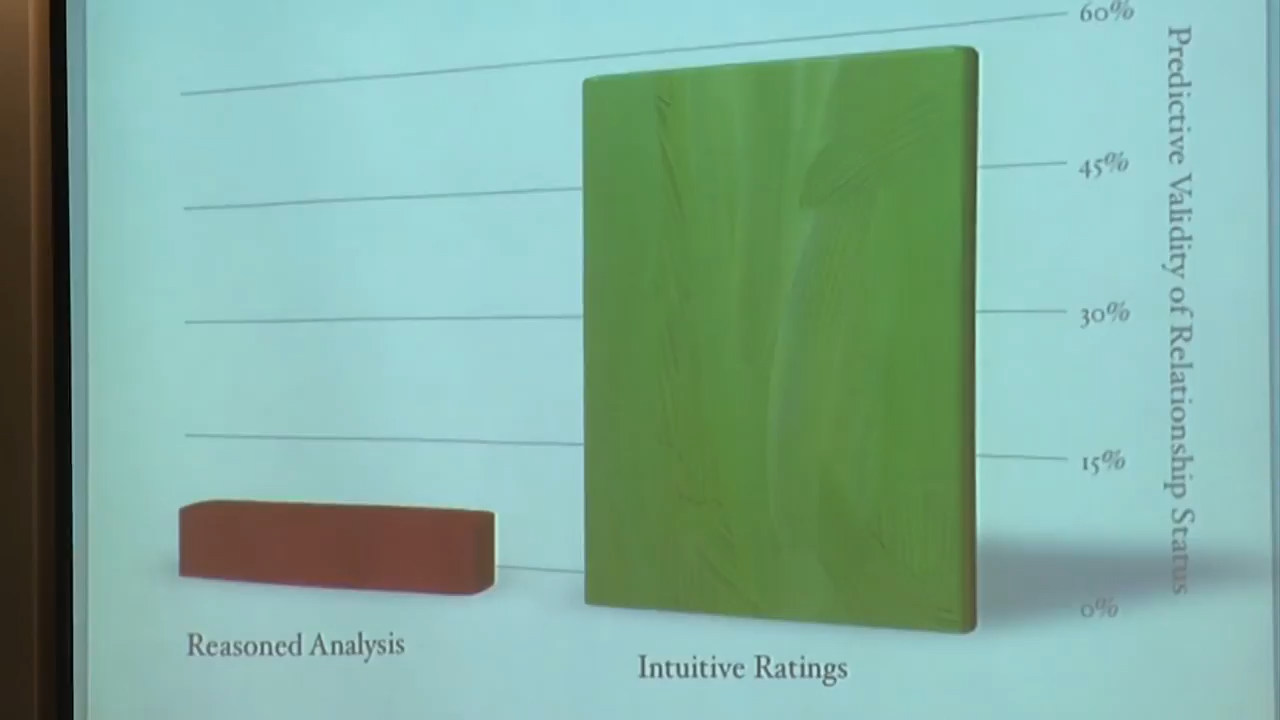 60%
45%
30%
15%
0%
Predictive Validity of Relationship Status
Reasoned Analysis
Intuitive Ratings